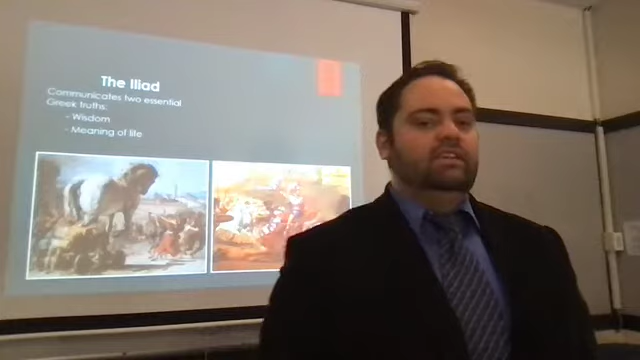 The Iliad
Communicates two essential
Greek truths:
- Wisdom
- Meaning of life